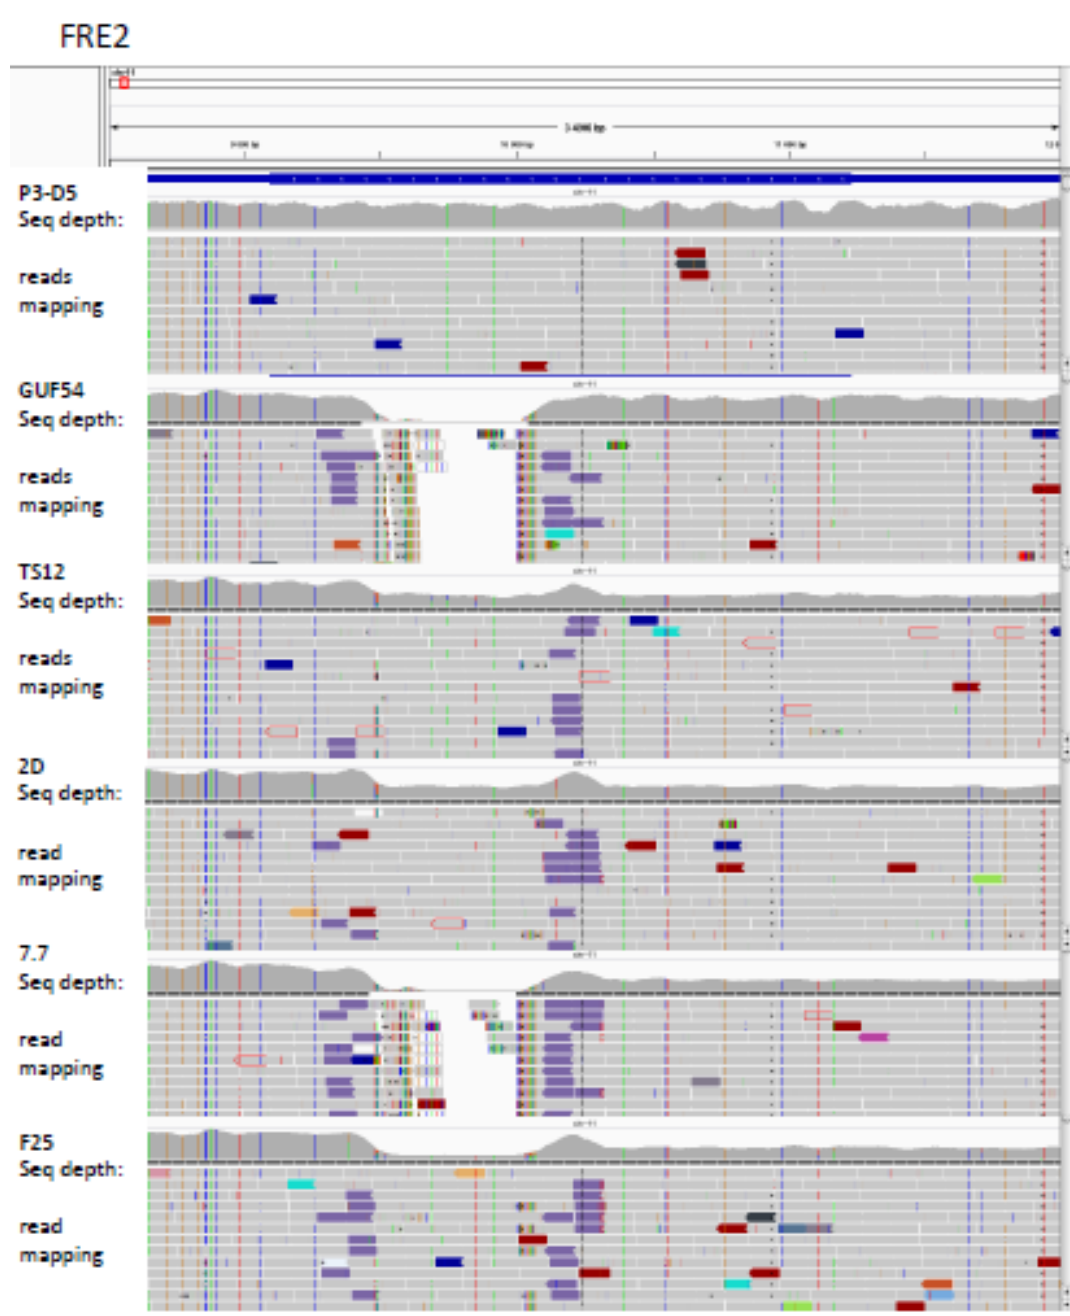 FRE2
P3-D5
Seq depth:
reads
mapping
GUF54
Seq depth:
reads
mapping
TS12
Seq depth:
reads
mapping
2D
Seq depth:
read
mapping
7.7
Seq depth:
read
mapping
F25
Seq depth:
read
mapping